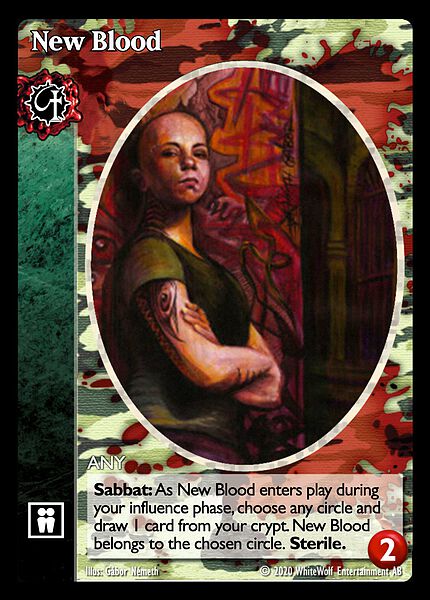 New Blood
ANY
Sabbat: As New Blood enters play during
your influence phase, choose any circle and
draw 1 card from your crypt. New Blood
belongs to the chosen circle. Sterile.
2
Illus: Gábor Németh
© 2020 WhiteWolf Entertainment AB